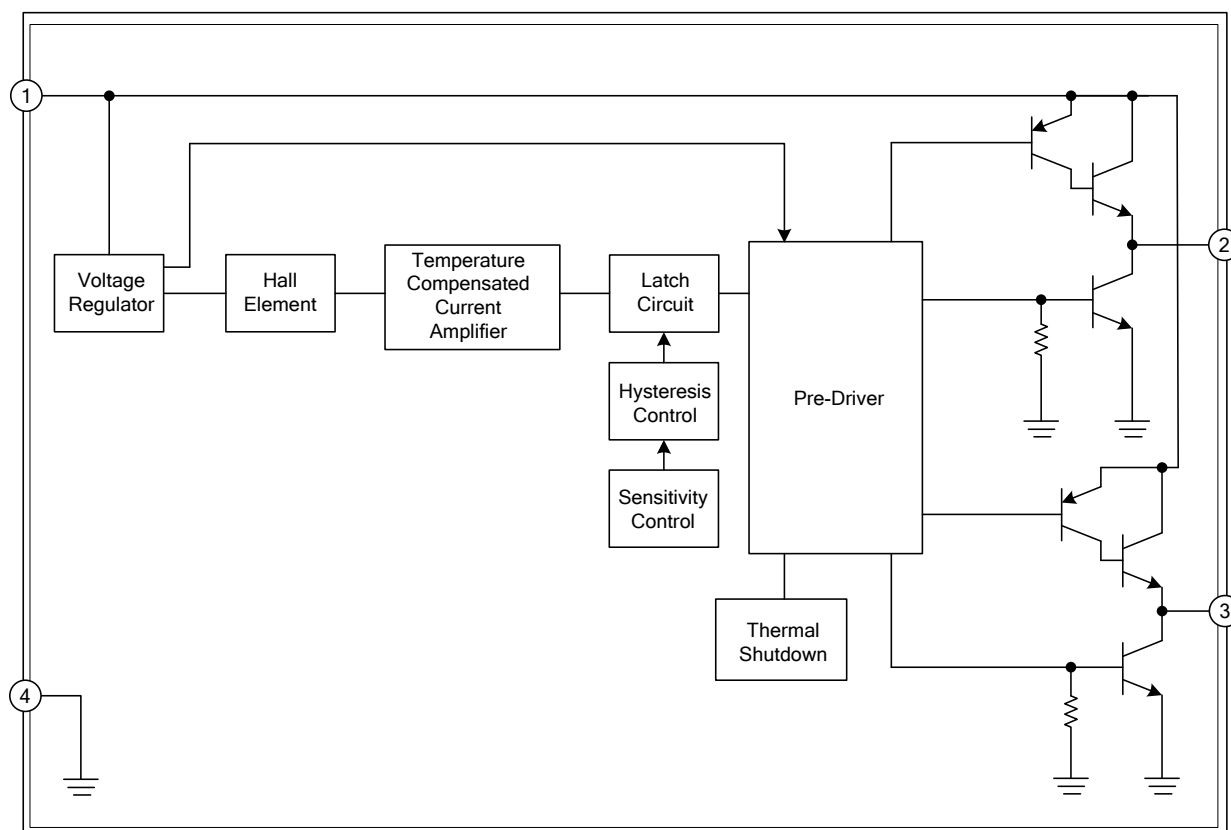 1
2
Voltage
Regulator
Hall
Element
Temperature
Compensated
Current
Amplifier
Latch
Circuit
Hysteresis
Control
Sensitivity
Control
Pre-Driver
Thermal
Shutdown
3
4